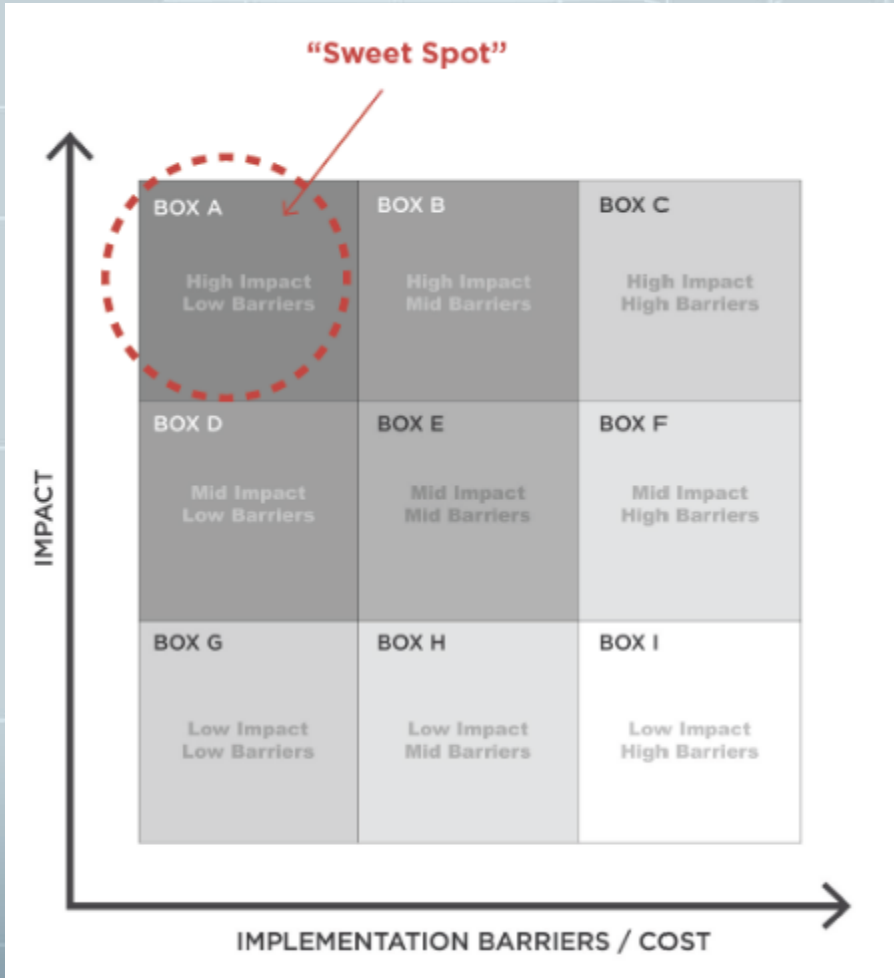 “Sweet Spot”
BOX A
High Impact
Low Barriers
BOX B
High Impact
Mid Barriers
BOX C
High Impact
High Barriers
BOX D
Mid Impact
Low Barriers
BOX E
Mid Impact
Mid Barriers
BOX F
Mid Impact
High Barriers
BOX G
Low Impact
Low Barriers
BOX H
Low Impact
Mid Barriers
BOX I
Low Impact
High Barriers
IMPACT
IMPLEMENTATION BARRIERS / COST